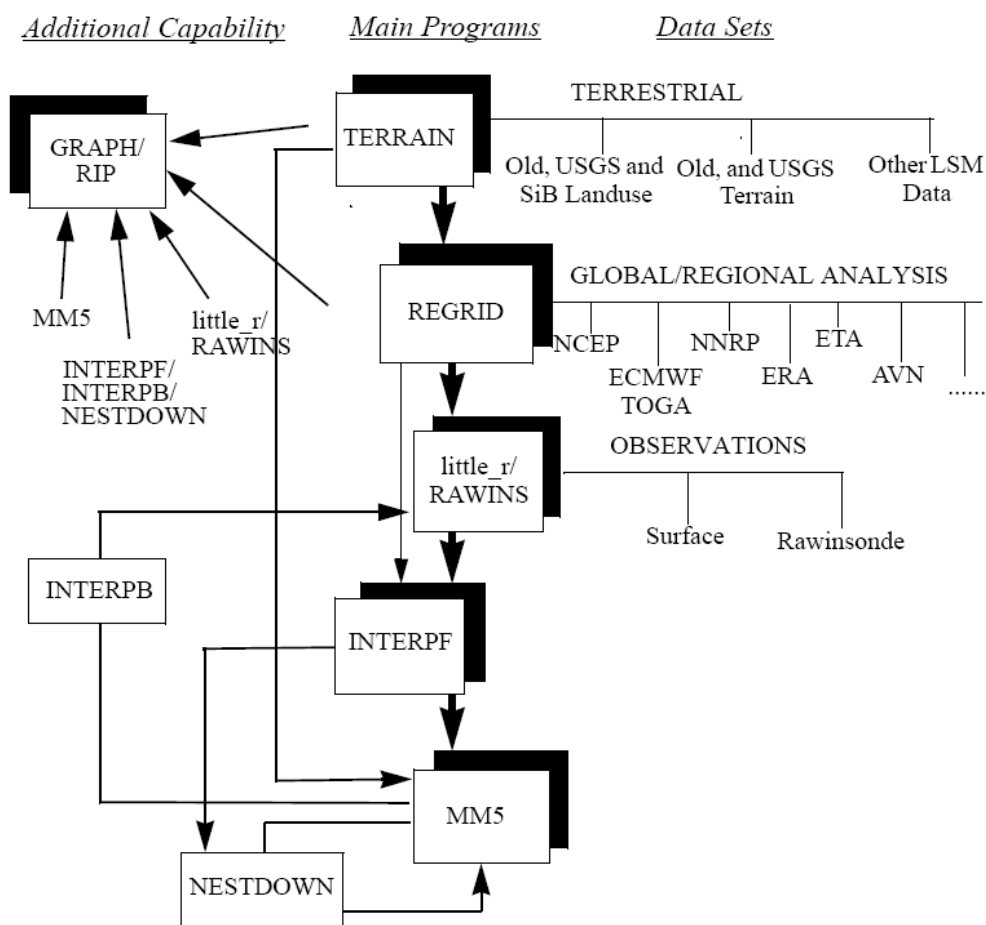 Additional Capability
Main Programs
Data Sets
GRAPH/
RIP
MM5
INTERPF/
INTERPB/
NESTDOWN
little_r/
RAWINS
TERRAIN
TERRESTRIAL
Old, USGS and
SiB Landuse
Old, and USGS
Terrain
Other LSM
Data
REGRID
GLOBAL/REGIONAL ANALYSIS
NCEP
ECMWF
TOGA
NNRP
ERA
ETA
AVN
......
little_r/
RAWINS
OBSERVATIONS
Surface
Rawinsonde
INTERPB
INTERPF
MM5
NESTDOWN